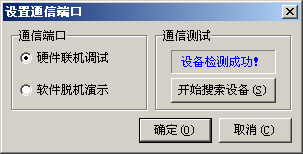 设置通信端口
通信端口
硬件联机调试
软件脱机演示
通信测试
设备检测成功!
开始搜索设备(S)
确定(O)
取消(C)